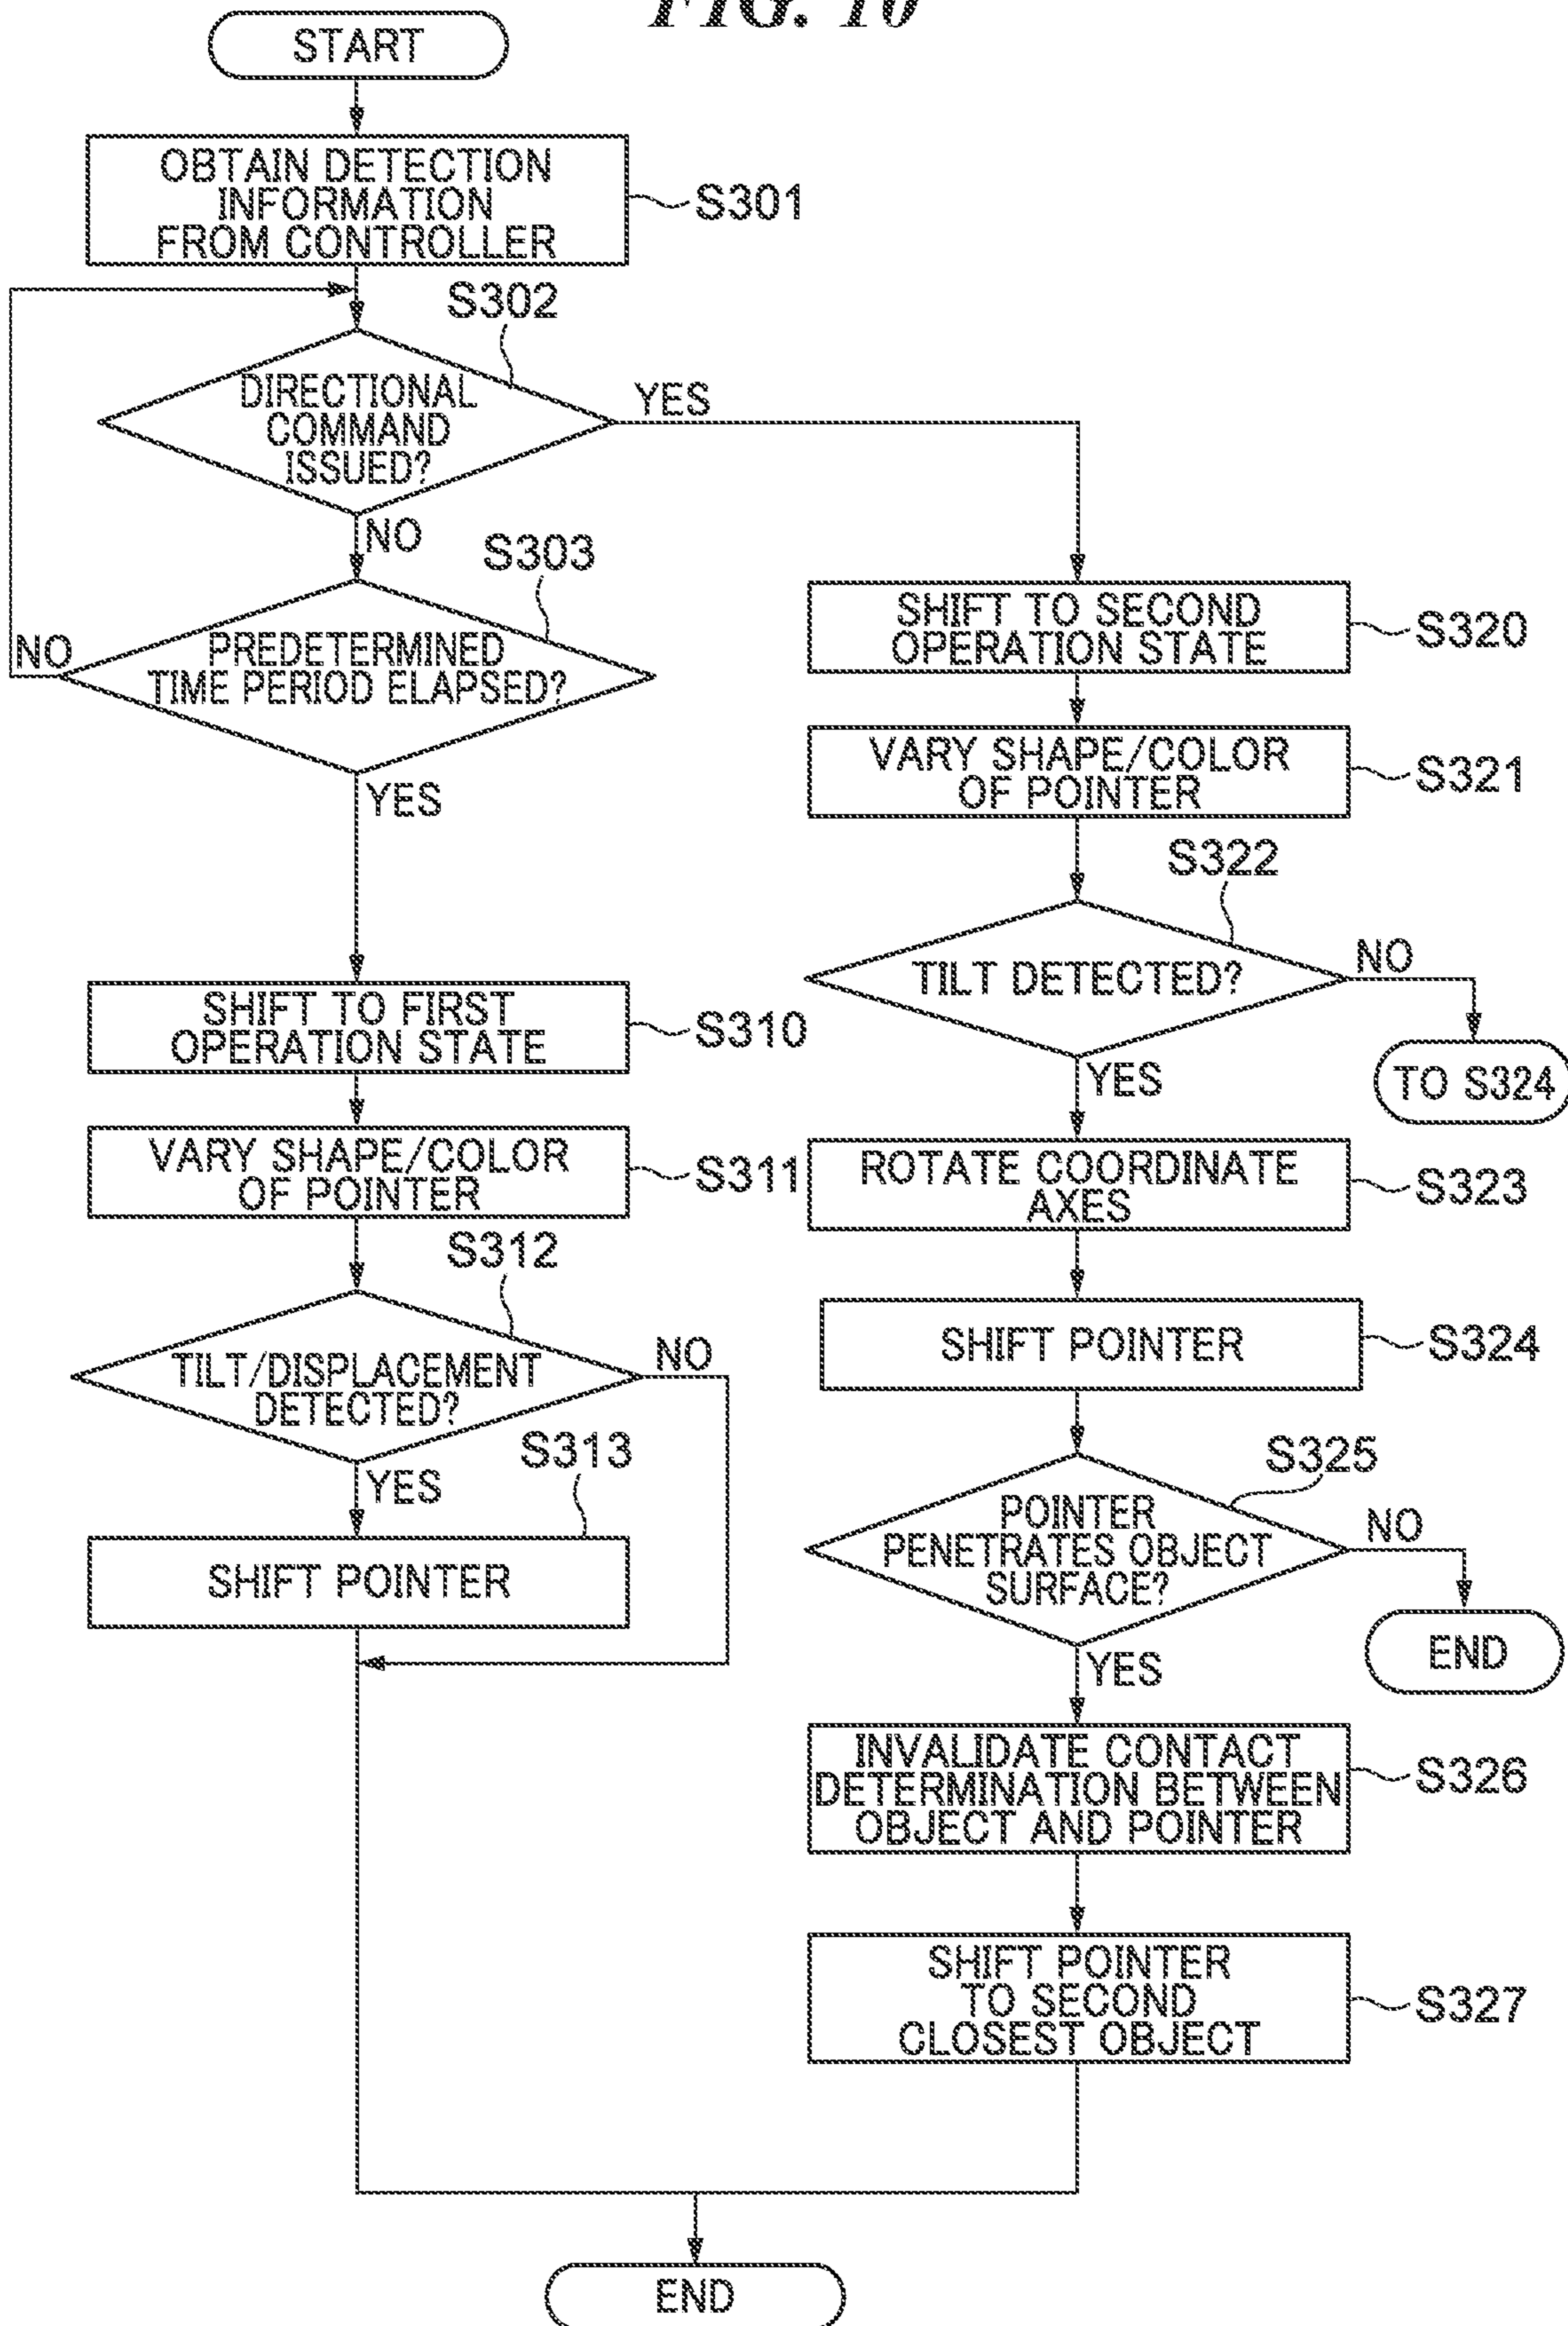 FIG. 10
START
OBTAIN DETECTION
INFORMATION
FROM CONTROLLER
S301
S302
DIRECTIONAL
COMMAND
ISSUED?
YES
NO
S303
PREDETERMINED
TIME PERIOD ELAPSED?
NO
YES
SHIFT TO FIRST
OPERATION STATE
S310
VARY SHAPE/COLOR
OF POINTER
S311
S312
TILT/DISPLACEMENT
DETECTED?
NO
YES
S313
SHIFT POINTER
SHIFT TO SECOND
OPERATION STATE
S320
VARY SHAPE/COLOR
OF POINTER
S321
S322
TILT DETECTED?
NO
TO S324
YES
ROTATE COORDINATE
AXES
S323
SHIFT POINTER
S324
S325
POINTER
PENETRATES OBJECT
SURFACE?
NO
END
YES
INVALIDATE CONTACT
DETERMINATION BETWEEN
OBJECT AND POINTER
S326
SHIFT POINTER
TO SECOND
CLOSEST OBJECT
S327
END